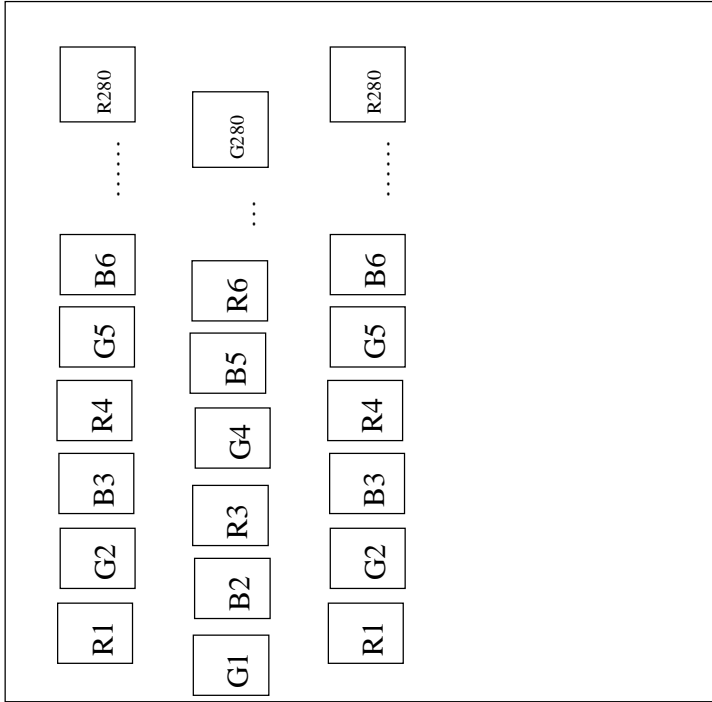 R1 G2 B3 R4 G5 B6 ...... R280
G1 B2 R3 G4 B5 R6 ... G280
R1 G2 B3 R4 G5 B6 ...... R280